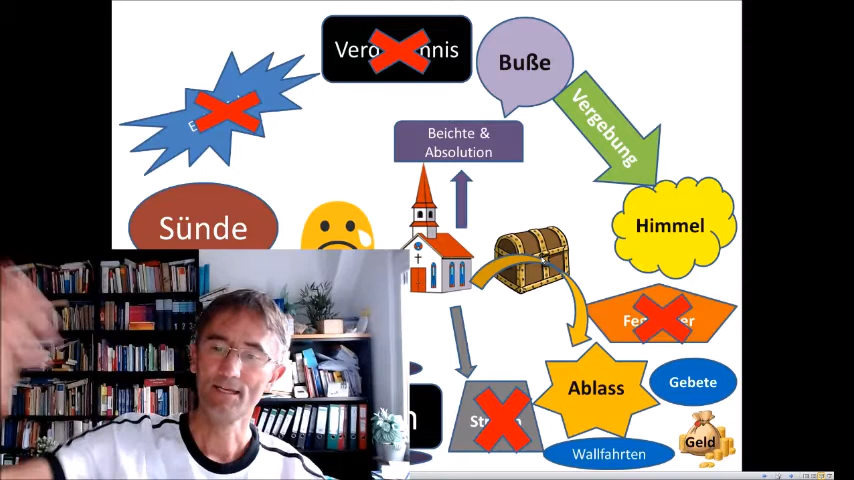 Buße
Vergebung
Beichte &
Absolution
Himmel
Sünde
Ablass
Gebete
Geld
Wallfahrten